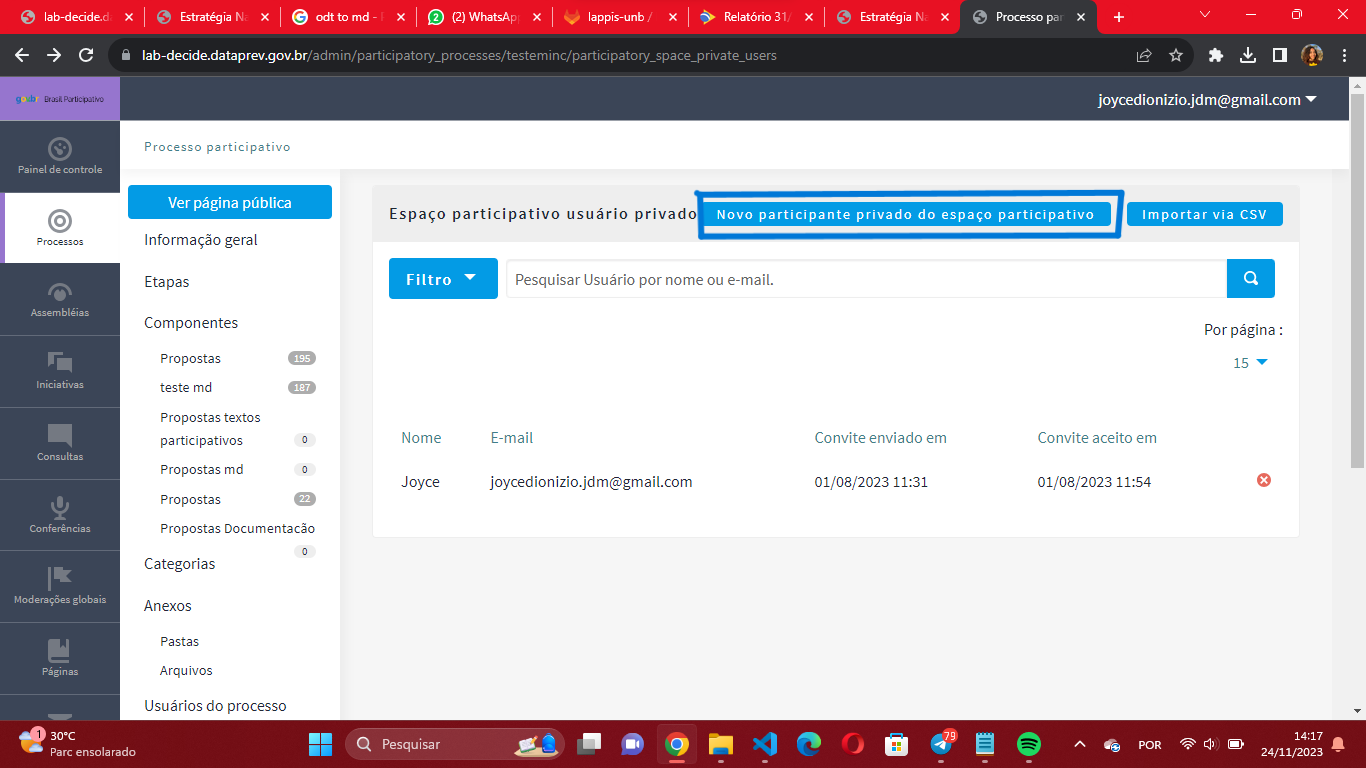 lab-decide.da
Estratégia Na
odt to md - 
(2) WhatsApp
lappis-unb /
Relatório 31/
Estratégia Na
Processo par
lab-decide.dataprev.gov.br/admin/participatory_processes/testeminc/participatory_space_private_users
gov.br Brasil Participativo
joycedionizio.jdm@gmail.com
Painel de controle
Processos
Assembléias
Iniciativas
Consultas
Conferências
Moderações globais
Páginas
Processo participativo
Ver página pública
Informação geral
Etapas
Componentes
Propostas 195
teste md 187
Propostas textos
participativos 0
Propostas md 0
Propostas 22
Propostas Documentacão
0
Categorias
Anexos
Pastas
Arquivos
Usuários do processo
Espaço participativo usuário privado
Novo participante privado do espaço participativo
Importar via CSV
Filtro
Pesquisar Usuário por nome ou e-mail.
Por página :
15
Nome E-mail Convite enviado em Convite aceito em
Joyce joycedionizio.jdm@gmail.com 01/08/2023 11:31 01/08/2023 11:54
1
30°C
Parc ensolarado
Pesquisar
79
POR
14:17
24/11/2023